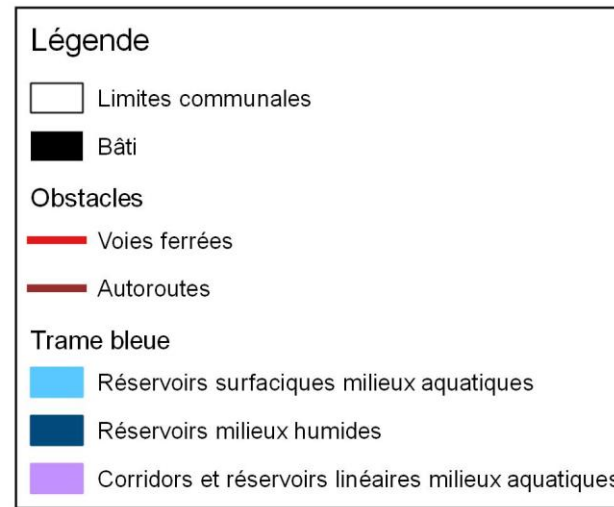 Légende
Limites communales
Bâti
Obstacles
Voies ferrées
Autoroutes
Trame bleue
Réservoirs surfaciques milieux aquatiques
Réservoirs milieux humides
Corridors et réservoirs linéaires milieux aquatiques